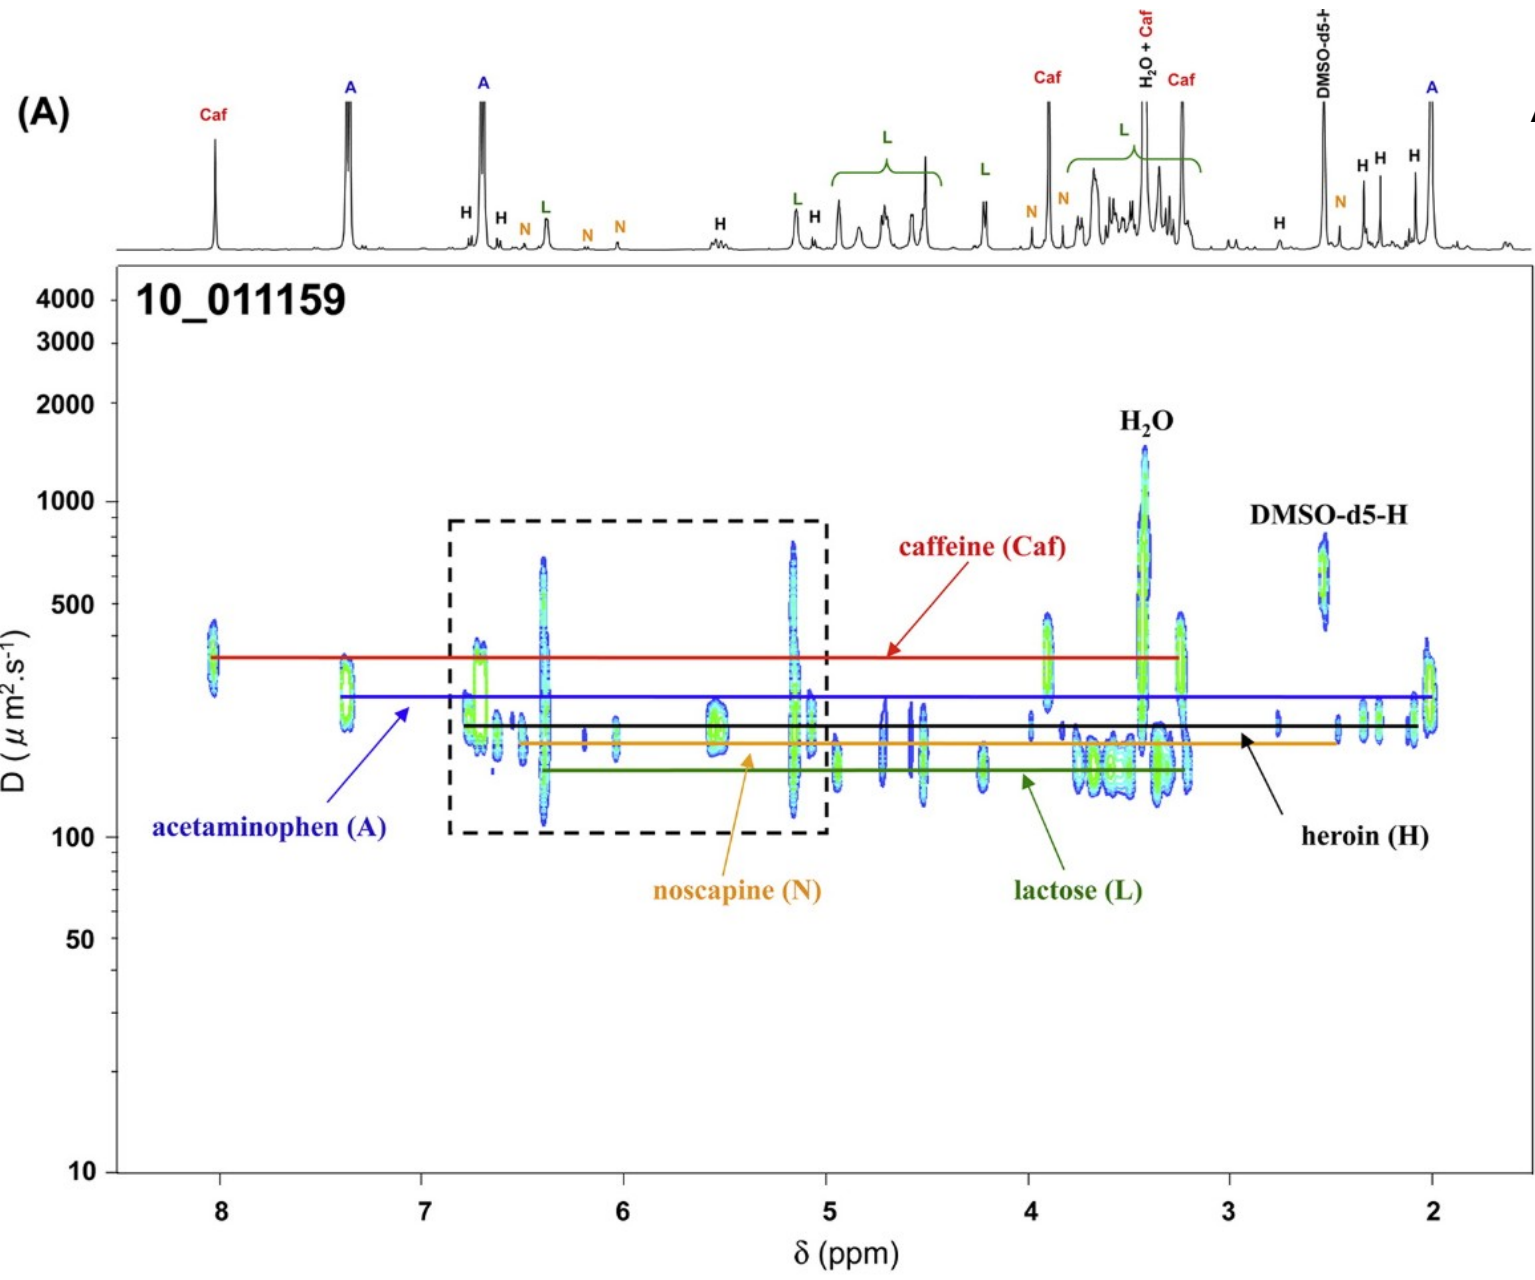 (A)
Caf
A
A
H
H
N
L
N
N
H
L
H
L
L
N
Caf
N
L
H₂O + Caf
Caf
H
DMSO-d5-H
N
H
H
H
A
10_011159
4000
3000
2000
1000
500
100
50
10
D (μm².s⁻¹)
H₂O
DMSO-d5-H
caffeine (Caf)
acetaminophen (A)
heroin (H)
noscapine (N)
lactose (L)
8
7
6
5
4
3
2
δ (ppm)